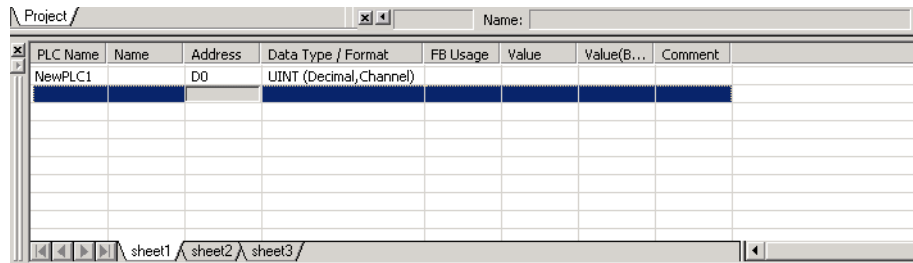 Project
Name:
PLC Name Name Address Data Type / Format FB Usage Value Value(B... Comment
NewPLC1 D0 UINT (Decimal,Channel)
sheet1 sheet2 sheet3